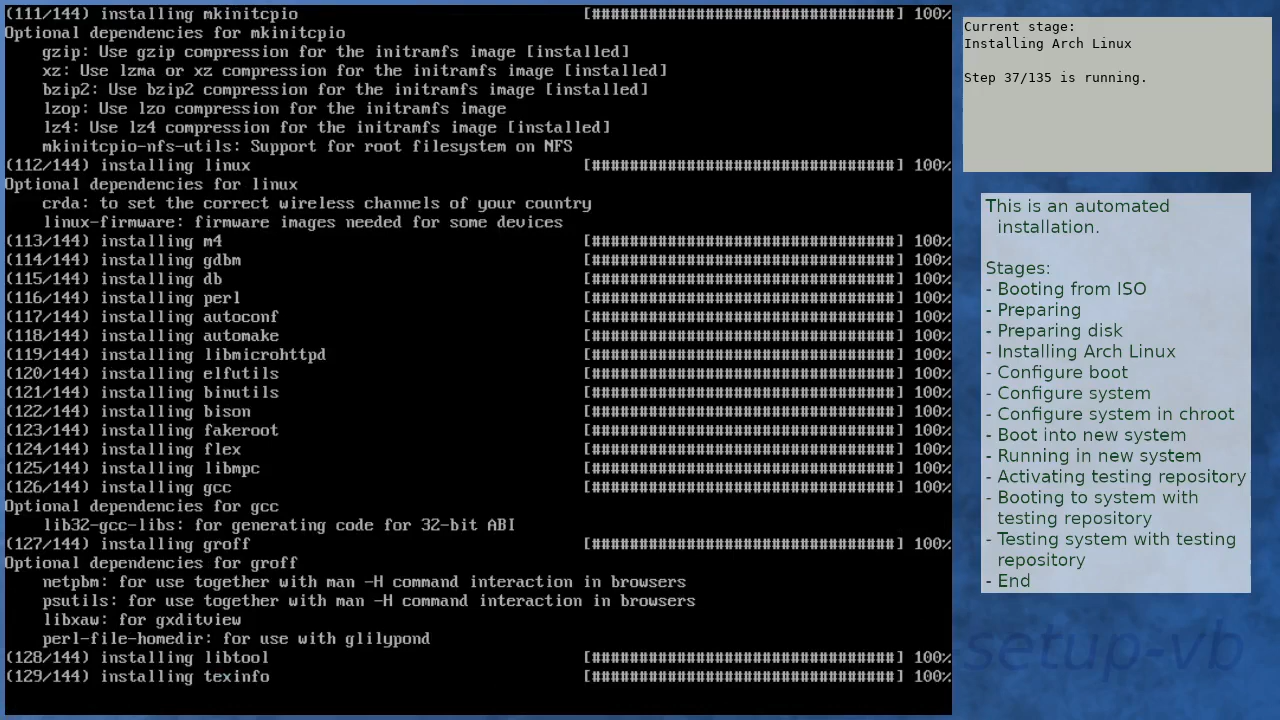 (111/144) installing mkinitcpio [################################] 100%
Optional dependencies for mkinitcpio
gzip: Use gzip compression for the initramfs image [installed]
xz: Use lzma or xz compression for the initramfs image [installed]
bzip2: Use bzip2 compression for the initramfs image [installed]
lzop: Use lzo compression for the initramfs image
lz4: Use lz4 compression for the initramfs image [installed]
mkinitcpio-nfs-utils: Support for root filesystem on NFS
(112/144) installing linux [################################] 100%
Optional dependencies for linux
crda: to set the correct wireless channels of your country
linux-firmware: firmware images needed for some devices
(113/144) installing m4 [################################] 100%
(114/144) installing gdbm [################################] 100%
(115/144) installing db [################################] 100%
(116/144) installing perl [################################] 100%
(117/144) installing autoconf [################################] 100%
(118/144) installing automake [################################] 100%
(119/144) installing libmicrohttpd [################################] 100%
(120/144) installing elfutils [################################] 100%
(121/144) installing binutils [################################] 100%
(122/144) installing bison [################################] 100%
(123/144) installing fakeroot [################################] 100%
(124/144) installing flex [################################] 100%
(125/144) installing libmpc [################################] 100%
(126/144) installing gcc [################################] 100%
Optional dependencies for gcc
lib32-gcc-libs: for generating code for 32-bit ABI
(127/144) installing groff [################################] 100%
Optional dependencies for groff
netpbm: for use together with man -H command interaction in browsers
psutils: for use together with man -H command interaction in browsers
libxaw: for gxditview
perl-file-homedir: for use with glilypond
(128/144) installing libtool [################################] 100%
(129/144) installing texinfo [################################] 100%
Current stage:
Installing Arch Linux
Step 37/135 is running.
This is an automated
installation.
Stages:
- Booting from ISO
- Preparing
- Preparing disk
- Installing Arch Linux
- Configure boot
- Configure system
- Configure system in chroot
- Boot into new system
- Running in new system
- Activating testing repository
- Booting to system with
testing repository
- Testing system with testing
repository
- End
setup-vb